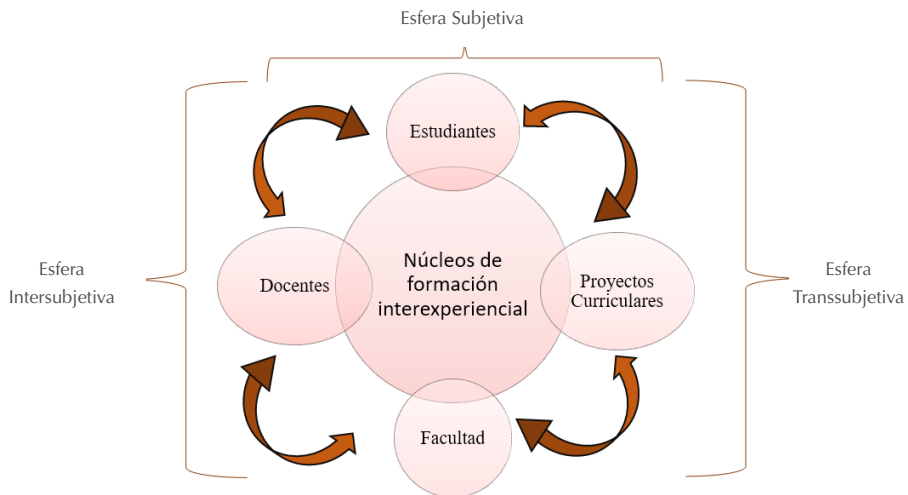 Esfera Subjetiva
Estudiantes
Esfera
Intersubjetiva
Docentes
Núcleos de
formación
interexperiencial
Proyectos
Curriculares
Esfera
Transsubjetiva
Facultad